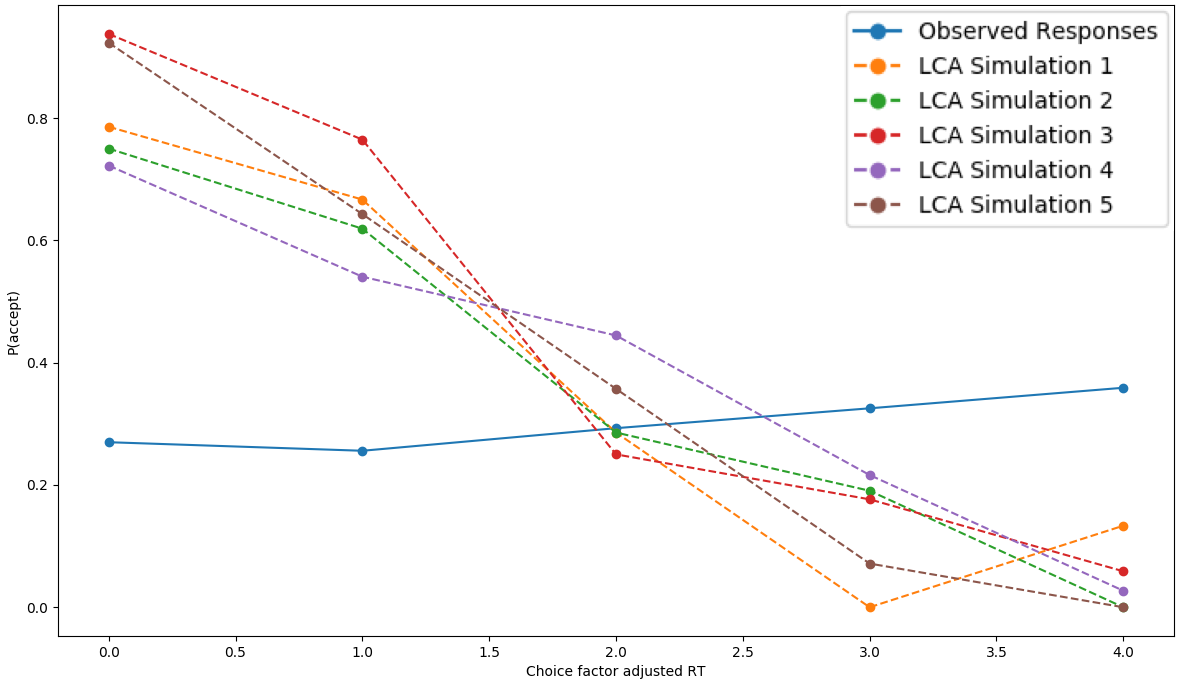 Observed Responses
LCA Simulation 1
LCA Simulation 2
LCA Simulation 3
LCA Simulation 4
LCA Simulation 5
P(accept)
0.8
0.6
0.4
0.2
0.0
0.0 0.5 1.0 1.5 2.0 2.5 3.0 3.5 4.0
Choice factor adjusted RT